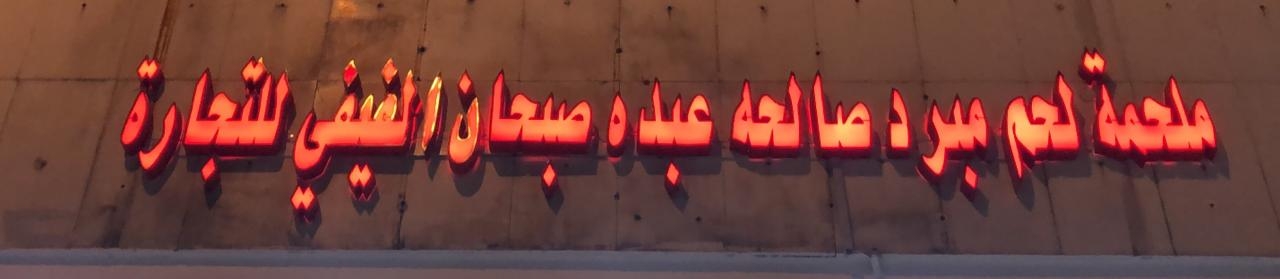 ملحمة لحم مبرد صالحه عبده صبحان الفيفي للتجارة